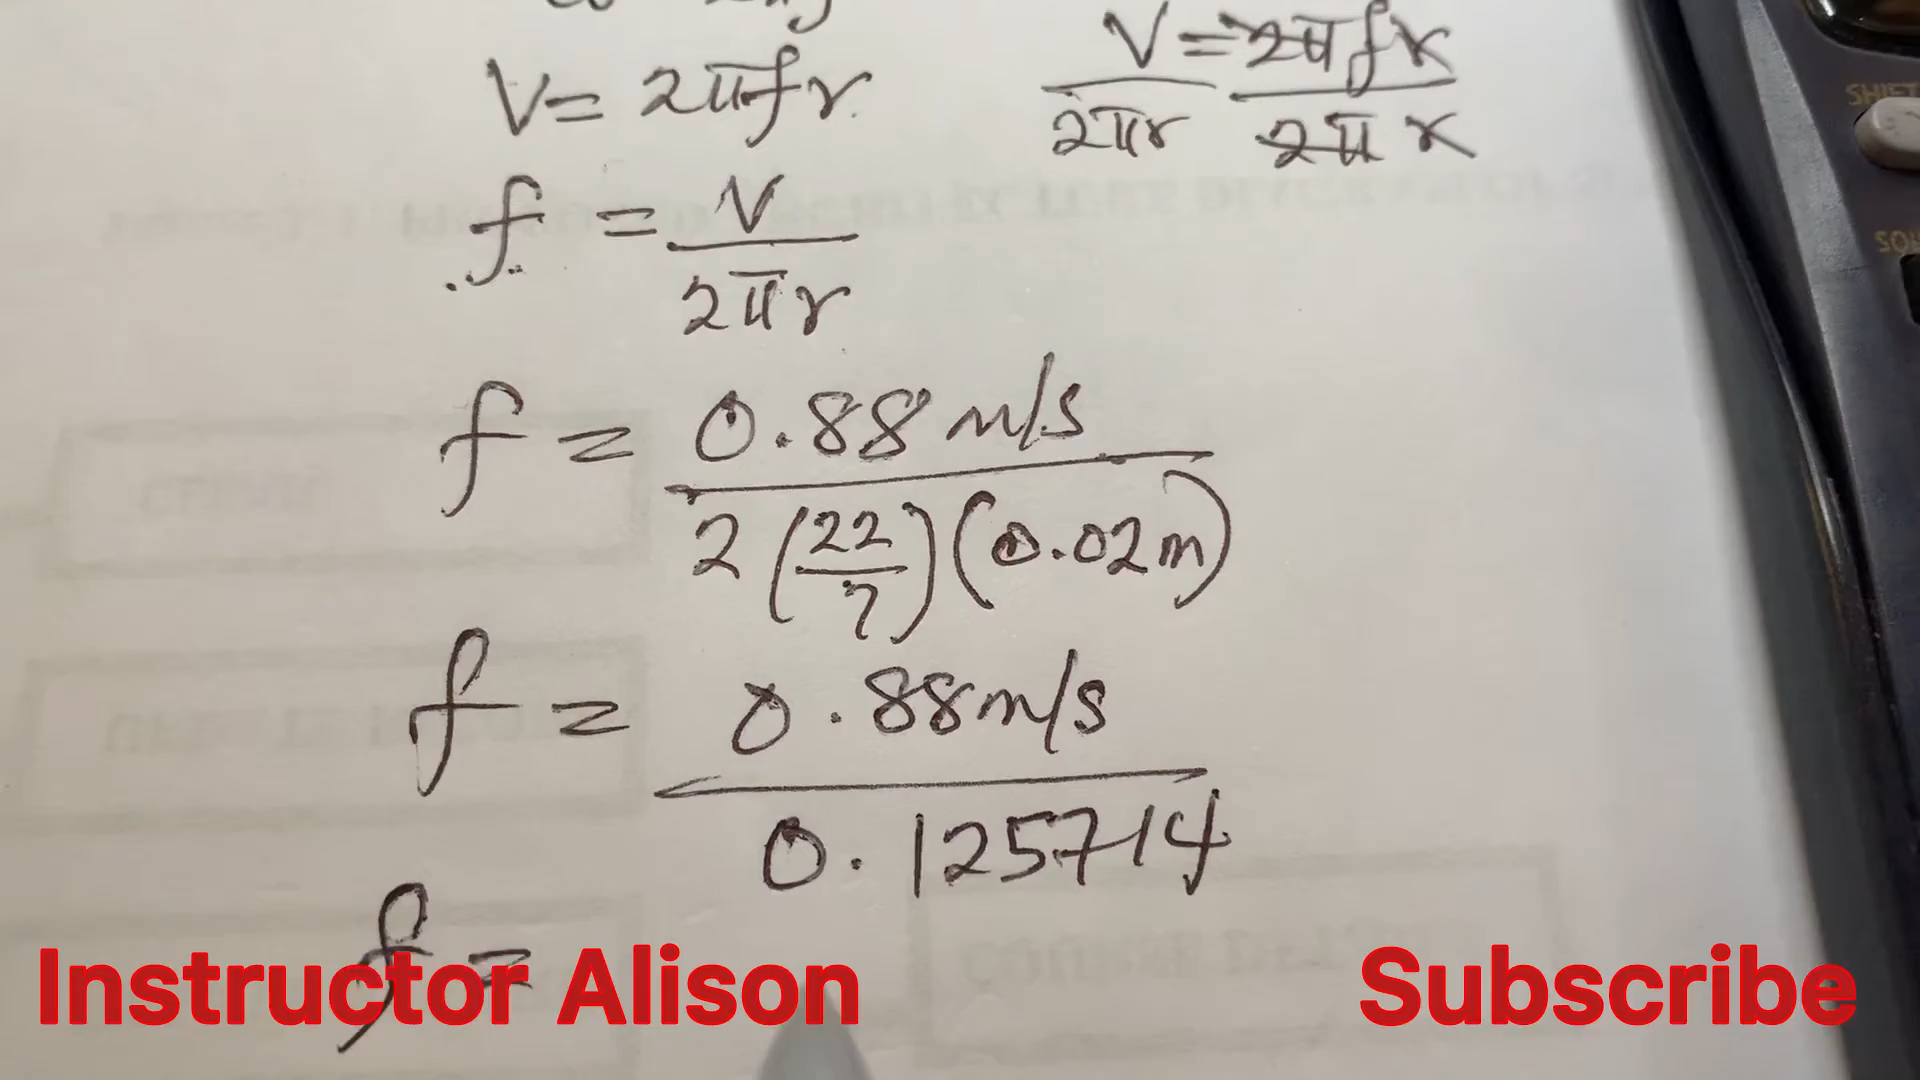 V = 2πfr
V = 2πfr
2πr 2πr
f = V
2πr
f = 0.88 m/s
2 (22/7) (0.02m)
f = 0.88m/s
0.125714
f =
Instructor Alison
Subscribe
SHIFT